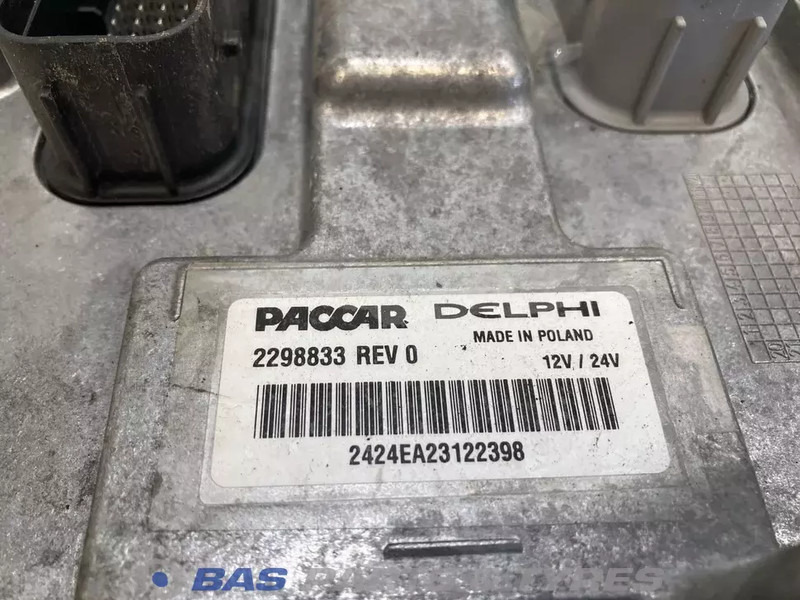 PACCAR DELPHI
MADE IN POLAND
2298833 REV 0 12V / 24V
2424EA23122398
BAS